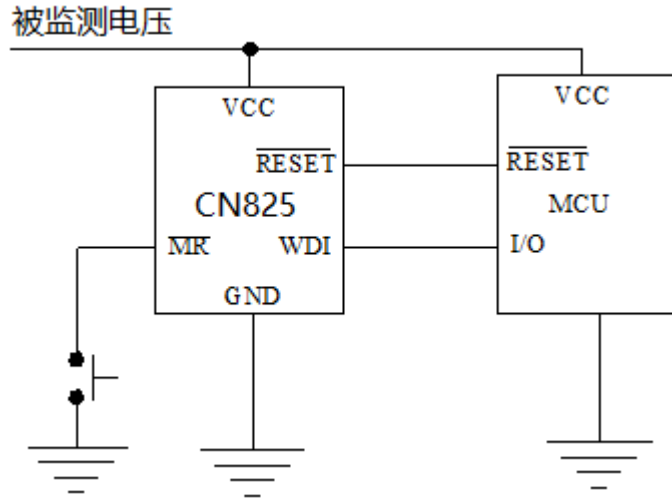 被监测电压
VCC
VCC
RESET
RESET
CN825
MCU
MR
WDI
I/O
GND